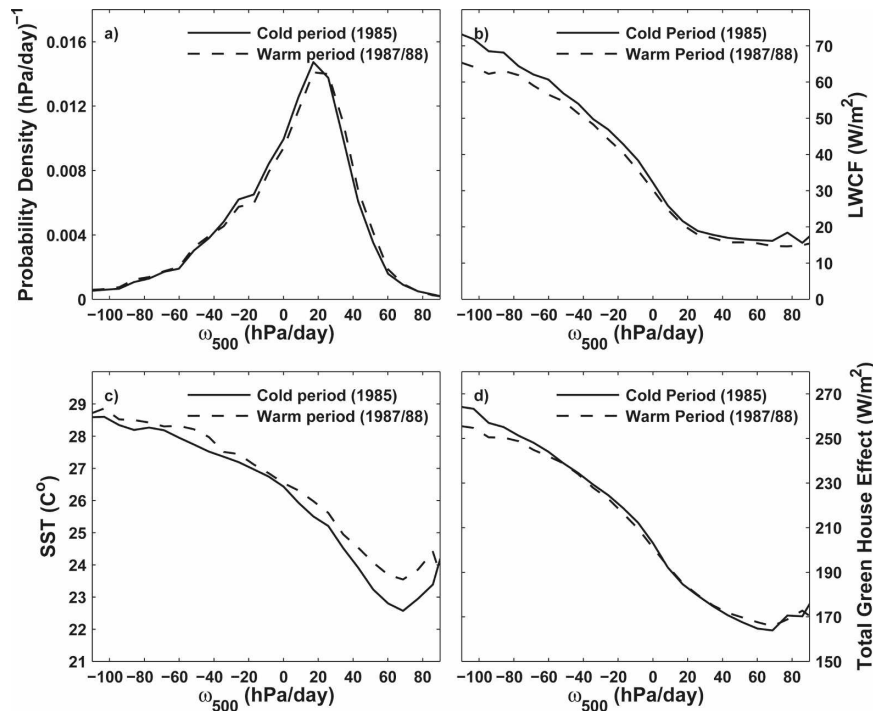 a)
Cold period (1985)
Warm period (1987/88)
0.016
0.012
0.008
0.004
0
Probability Density (hPa/day)⁻¹
−100 −80 −60 −40 −20 0 20 40 60 80
ω500 (hPa/day)
b)
Cold Period (1985)
Warm Period (1987/88)
70
60
50
40
30
20
10
0
LWCF (W/m²)
−100 −80 −60 −40 −20 0 20 40 60 80
ω500 (hPa/day)
c)
Cold period (1985)
Warm period (1987/88)
29
28
27
26
25
24
23
22
21
SST (C°)
−100 −80 −60 −40 −20 0 20 40 60 80
ω500 (hPa/day)
d)
Cold Period (1985)
Warm Period (1987/88)
270
250
230
210
190
170
150
Total Green House Effect (W/m²)
−100 −80 −60 −40 −20 0 20 40 60 80
ω500 (hPa/day)